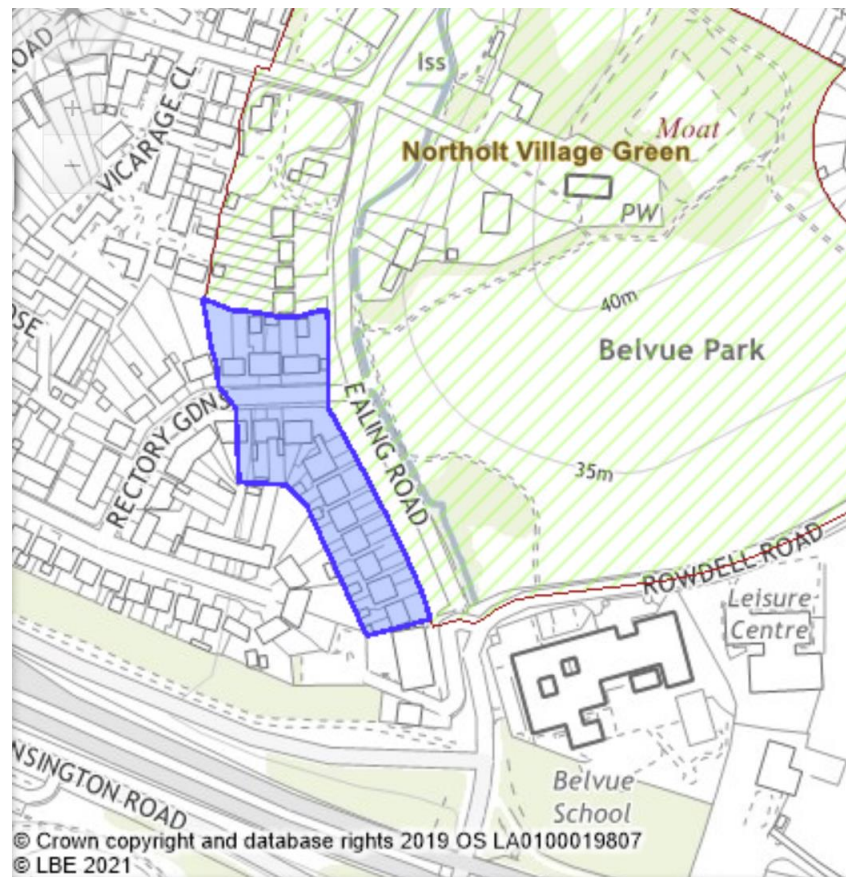 ROAD
VICARAGE CL
Iss
Moat
Northolt Village Green
PW
40m
Belvue Park
EALING ROAD
RECTORY GDNS
35m
ROWDELL ROAD
Leisure
Centre
Belvue
School
NSINGTON ROAD
© Crown copyright and database rights 2019 OS LA0100019807
© LBE 2021